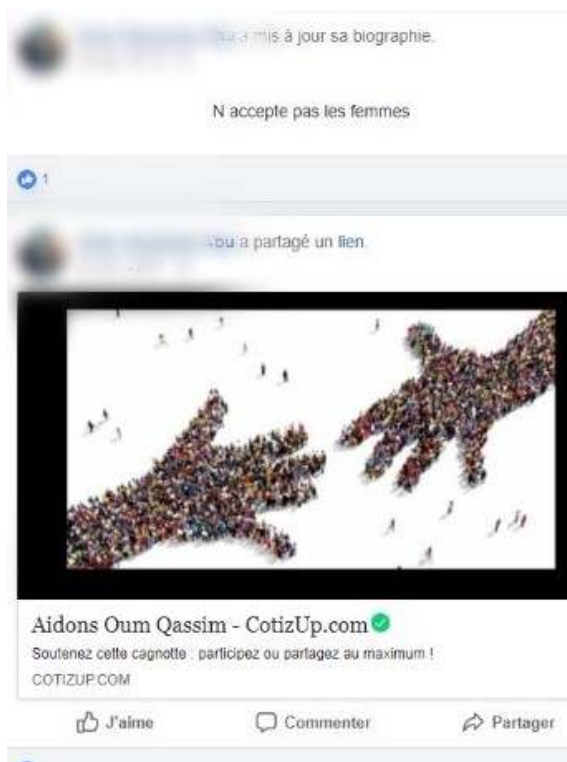 a mis à jour sa biographie.
N accepte pas les femmes
1
bu a partagé un lien.
Aidons Oum Qassim - CotizUp.com
Soutenez cette cagnotte : participez ou partagez au maximum !
COTIZUP.COM
J'aime Commenter Partager